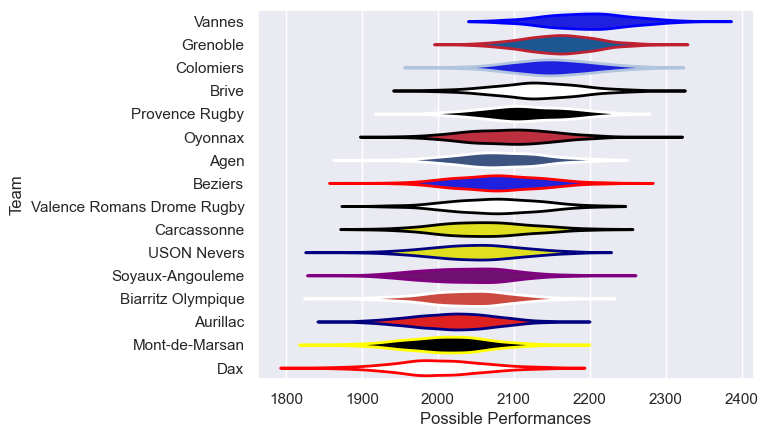 Team
Vannes
Grenoble
Colomiers
Brive
Provence Rugby
Oyonnax
Agen
Beziers
Valence Romans Drome Rugby
Carcassonne
USON Nevers
Soyaux-Angouleme
Biarritz Olympique
Aurillac
Mont-de-Marsan
Dax
1800 1900 2000 2100 2200 2300 2400
Possible Performances